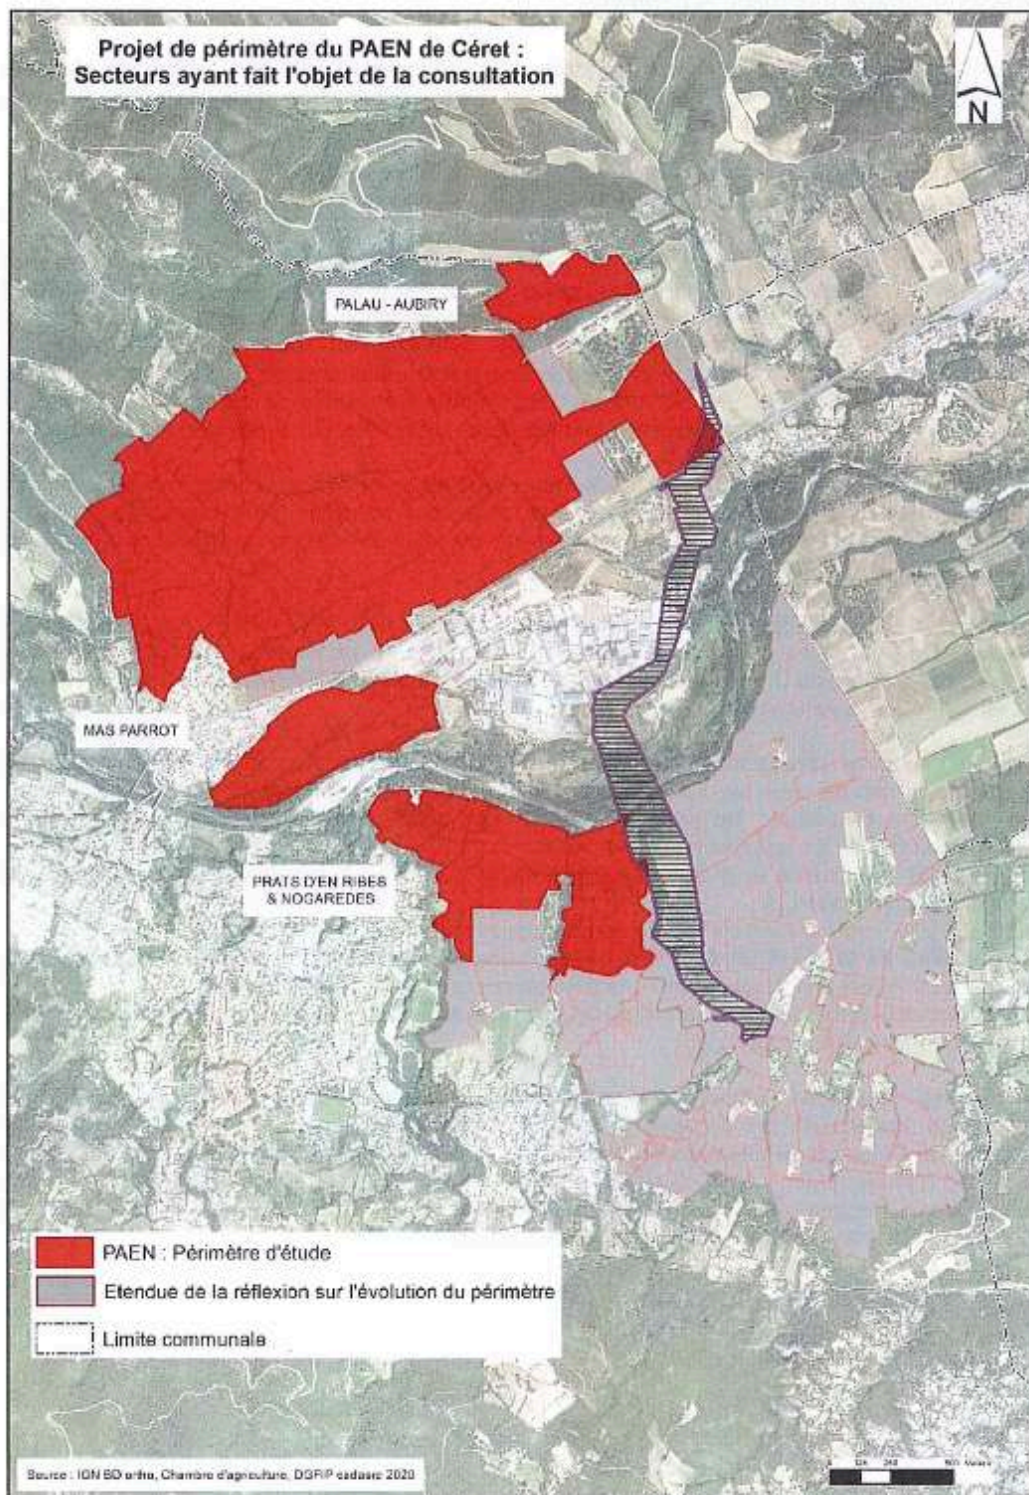 Projet de périmètre du PAEN de Céret :
Secteurs ayant fait l'objet de la consultation
N
PALAU - AUBIRY
MAS PARROT
PRATS D'EN RIBES
& NOGAREDES
PAEN : Périmètre d'étude
Etendue de la réflexion sur l'évolution du périmètre
Limite communale
Source : IGN BD ortho, Chambre d'agriculture, DGFIP cadastre 2020